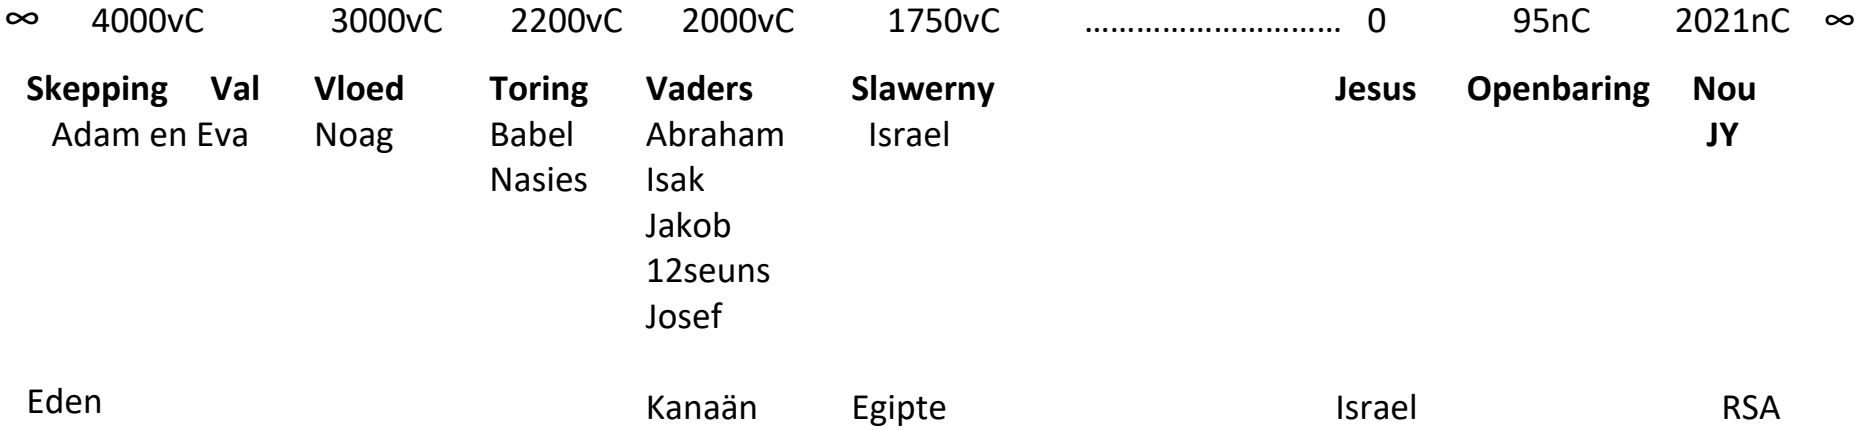 ∞ 4000vC 3000vC 2200vC 2000vC 1750vC ………………………… 0 95nC 2021nC ∞
Skepping Val Vloed Toring Vaders Slawerny Jesus Openbaring Nou
Adam en Eva Noag Babel Abraham Israel JY
Nasies Isak
Jakob
12seuns
Josef
Eden Kanaän Egipte Israel RSA